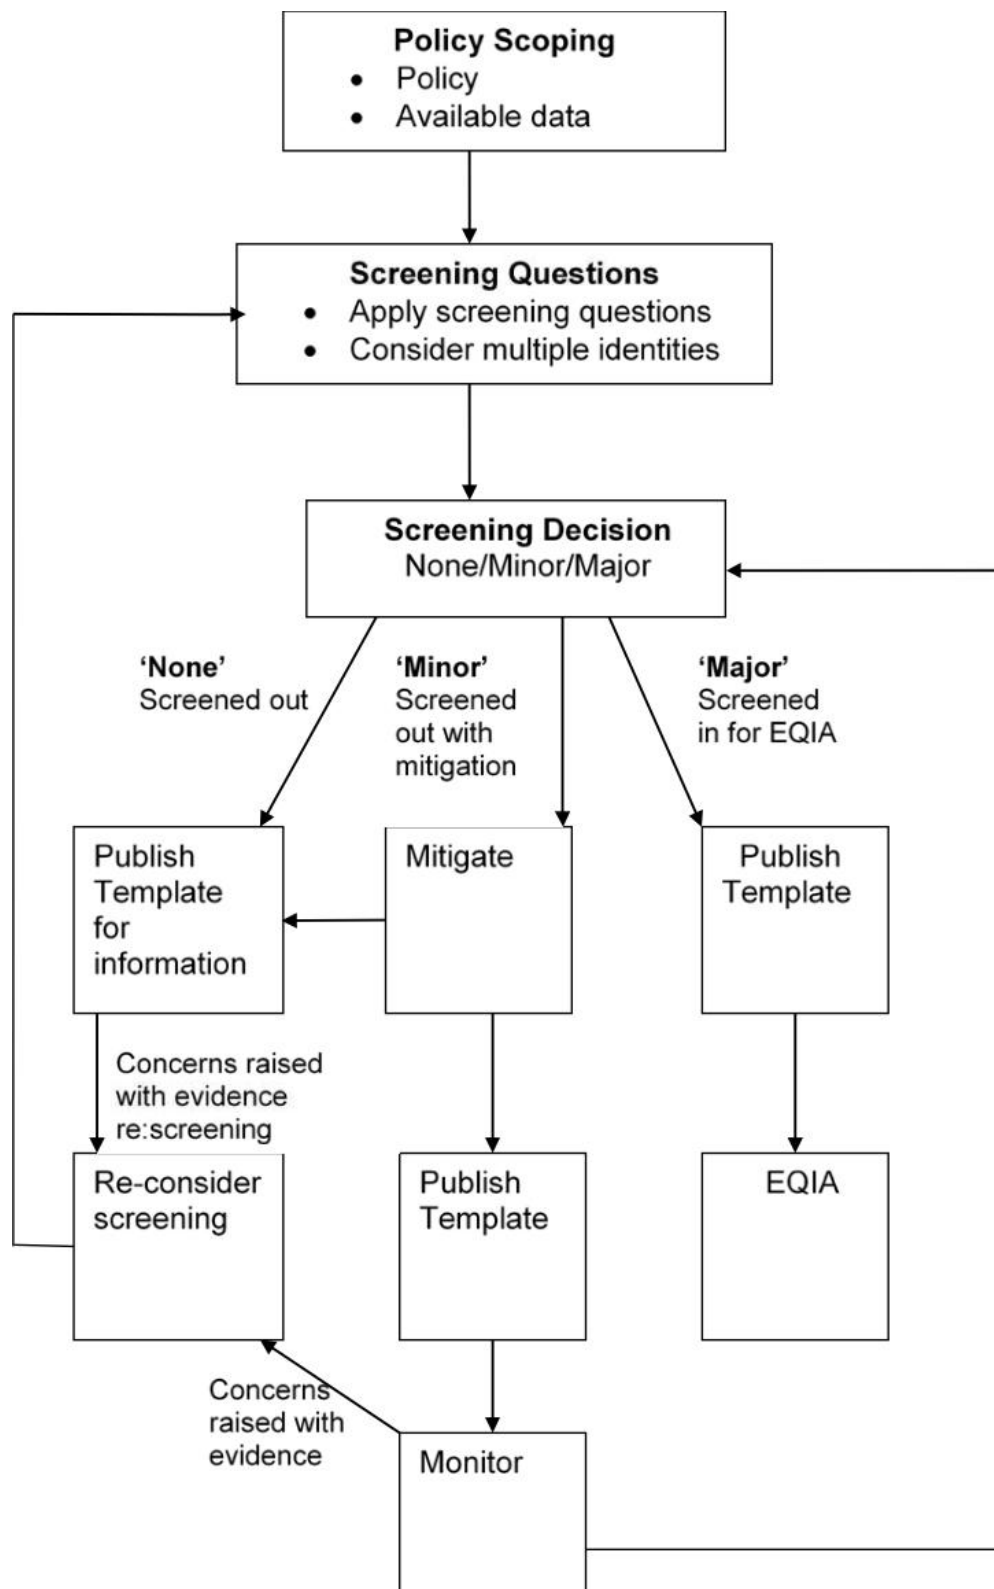 Policy Scoping
• Policy
• Available data
Screening Questions
• Apply screening questions
• Consider multiple identities
Screening Decision
None/Minor/Major
‘None’
Screened out
‘Minor’
Screened
out with
mitigation
‘Major’
Screened
in for EQIA
Publish
Template
for
information
Mitigate
Publish
Template
Concerns raised
with evidence
re:screening
Re-consider
screening
Publish
Template
EQIA
Concerns
raised with
evidence
Monitor